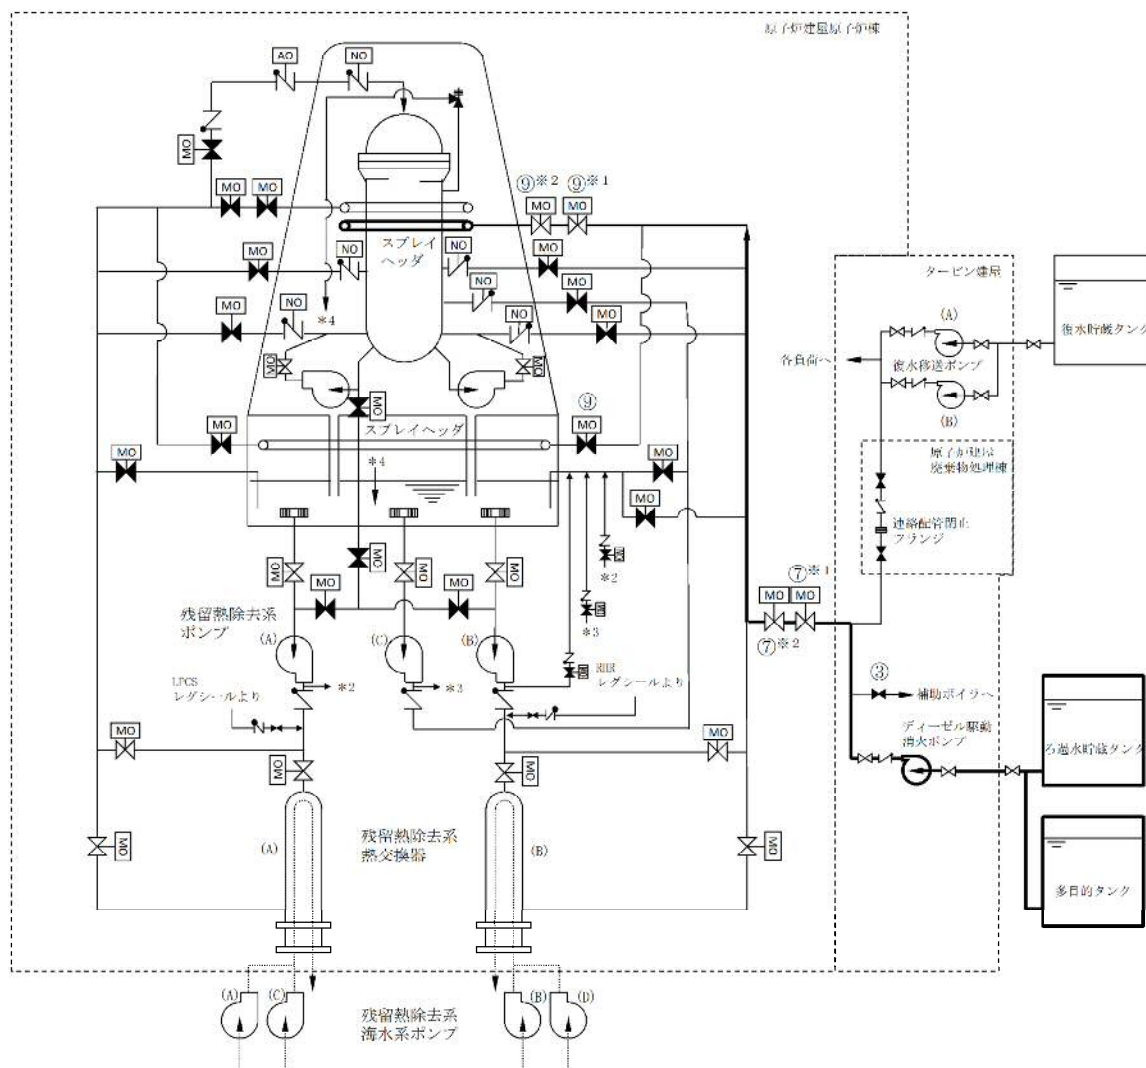 原子炉建屋原子炉棟
AO
NO
MO
MO
MO
⑨※2
⑨※1
MO
MO
スプレイ
ヘッダ
MO
NO
NO
MO
NO
MO
MO
NO
*4
NO
MO
タービン建屋
(A)
復水貯蔵タンク
各負荷へ
復水移送ポンプ
(B)
MO
MO
MO
⑨
MO
スプレイヘッダ
MO
MO
*4
MO
MO
原子炉建屋
廃棄物処理棟
連絡配管閉止
フランジ
MO
MO
MO
MO
MO
MO
*2
*3
残留熱除去系
ポンプ
(A)
(C)
(B)
⑦※1
MO
MO
⑦※2
LPCS
レグシールより
*2
*3
RHR
レグシールより
③
補助ボイラへ
ディーゼル駆動
消火ポンプ
ろ過水貯蔵タンク
MO
MO
MO
MO
MO
残留熱除去系
熱交換器
(A)
(B)
MO
多目的タンク
(A)
(C)
(B)
(D)
残留熱除去系
海水系ポンプ